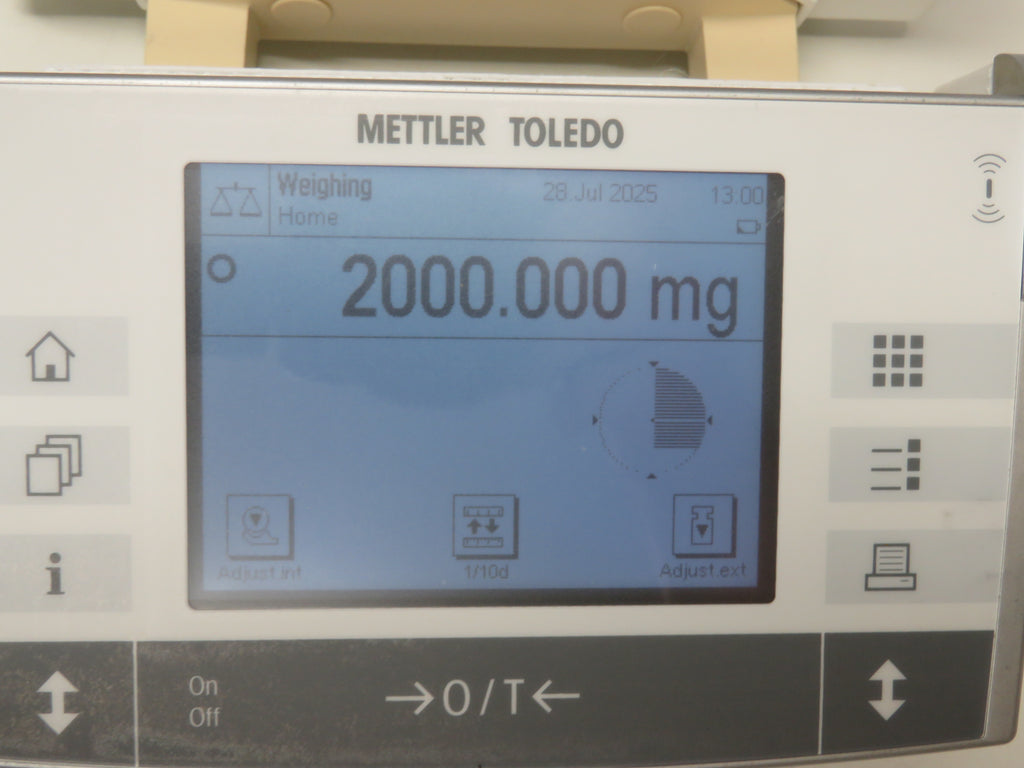 METTLER TOLEDO
Weighing 28.Jul 2025 13.00
Home
2000.000 mg
Adjust.int 1/10d Adjust.ext
i
On
Off
→O/T←